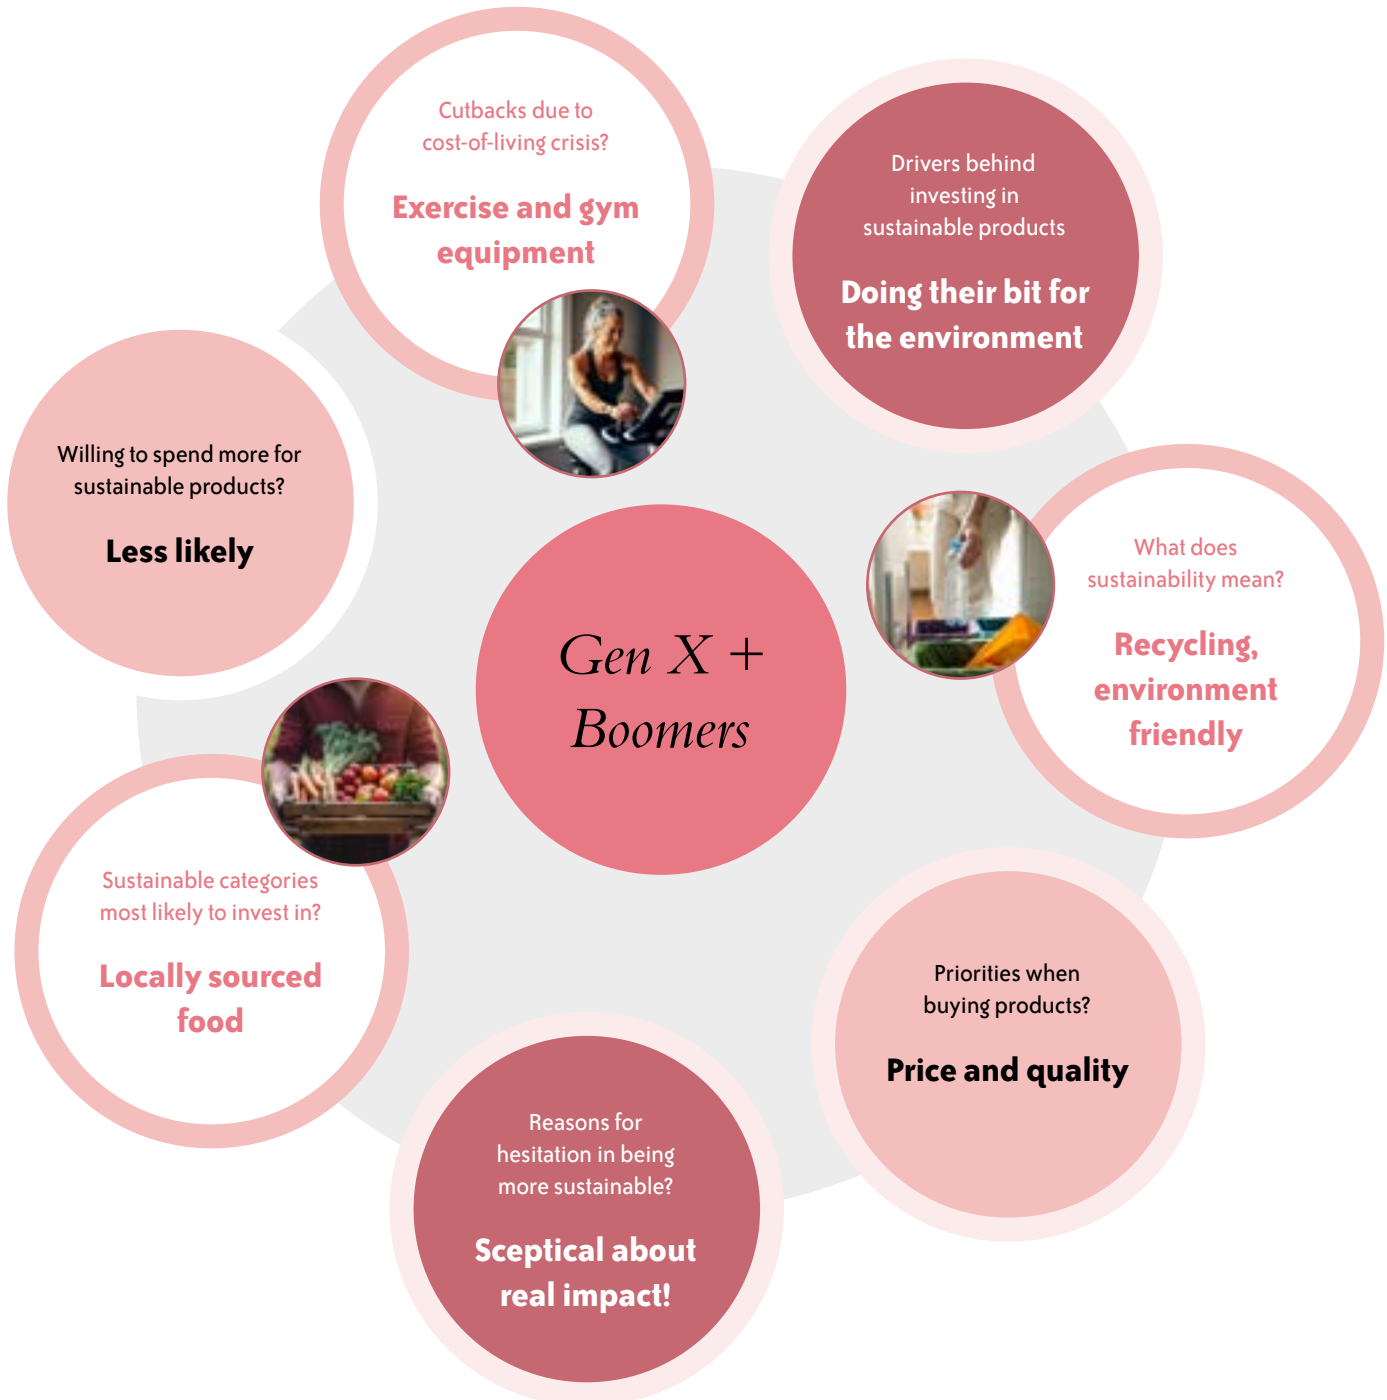 Cutbacks due to
cost-of-living crisis?
Exercise and gym
equipment
Drivers behind
investing in
sustainable products
Doing their bit for
the environment
Willing to spend more for
sustainable products?
Less likely
What does
sustainability mean?
Recycling,
environment
friendly
Gen X +
Boomers
Sustainable categories
most likely to invest in?
Locally sourced
food
Priorities when
buying products?
Price and quality
Reasons for
hesitation in being
more sustainable?
Sceptical about
real impact!